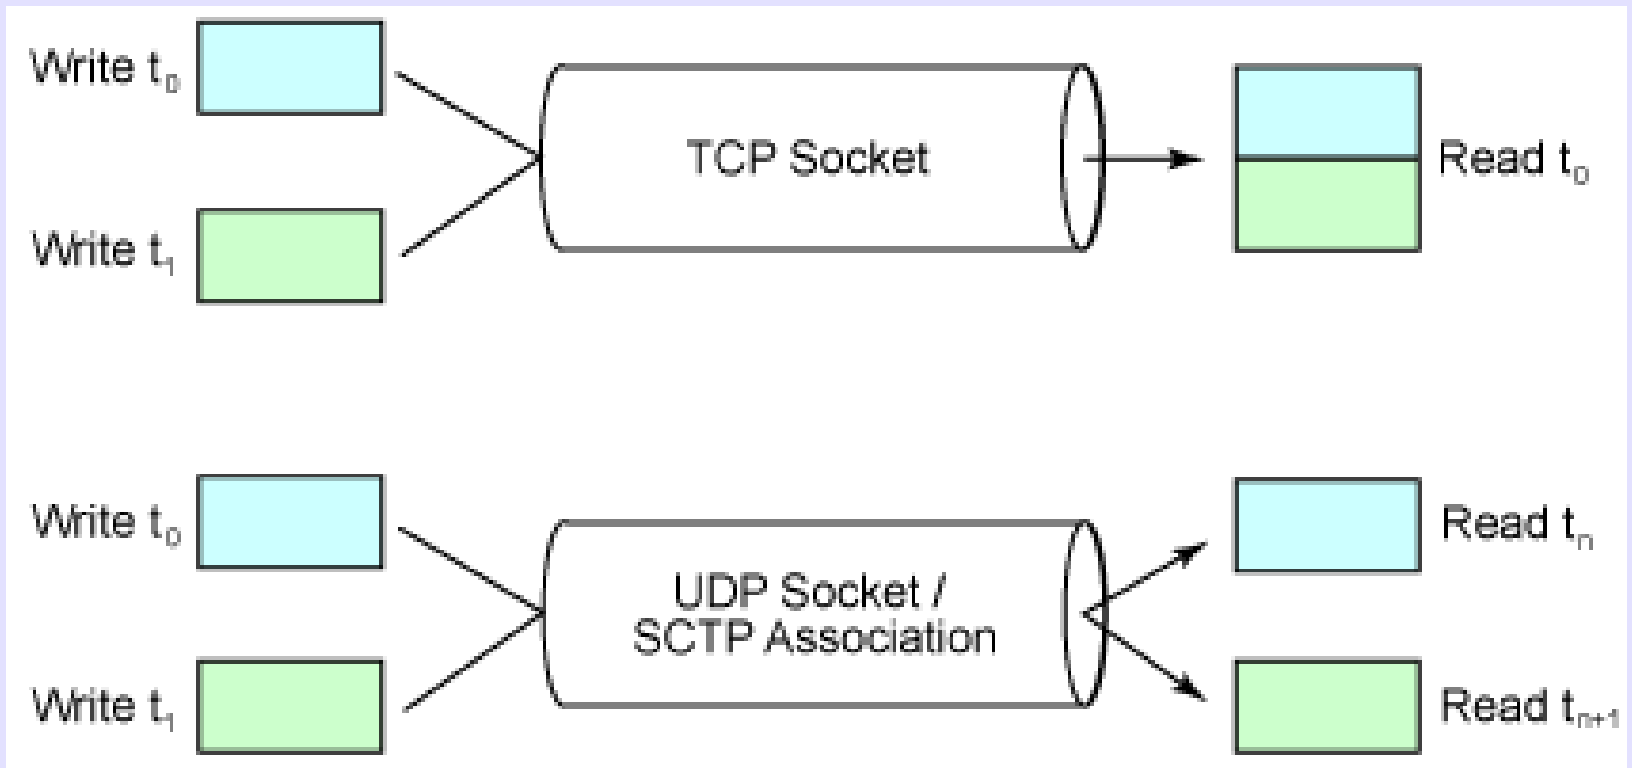 Write t₀
TCP Socket
Read t₀
Write t₁
Write t₀
UDP Socket /
SCTP Association
Read tₙ
Write t₁
Read tₙ₊₁